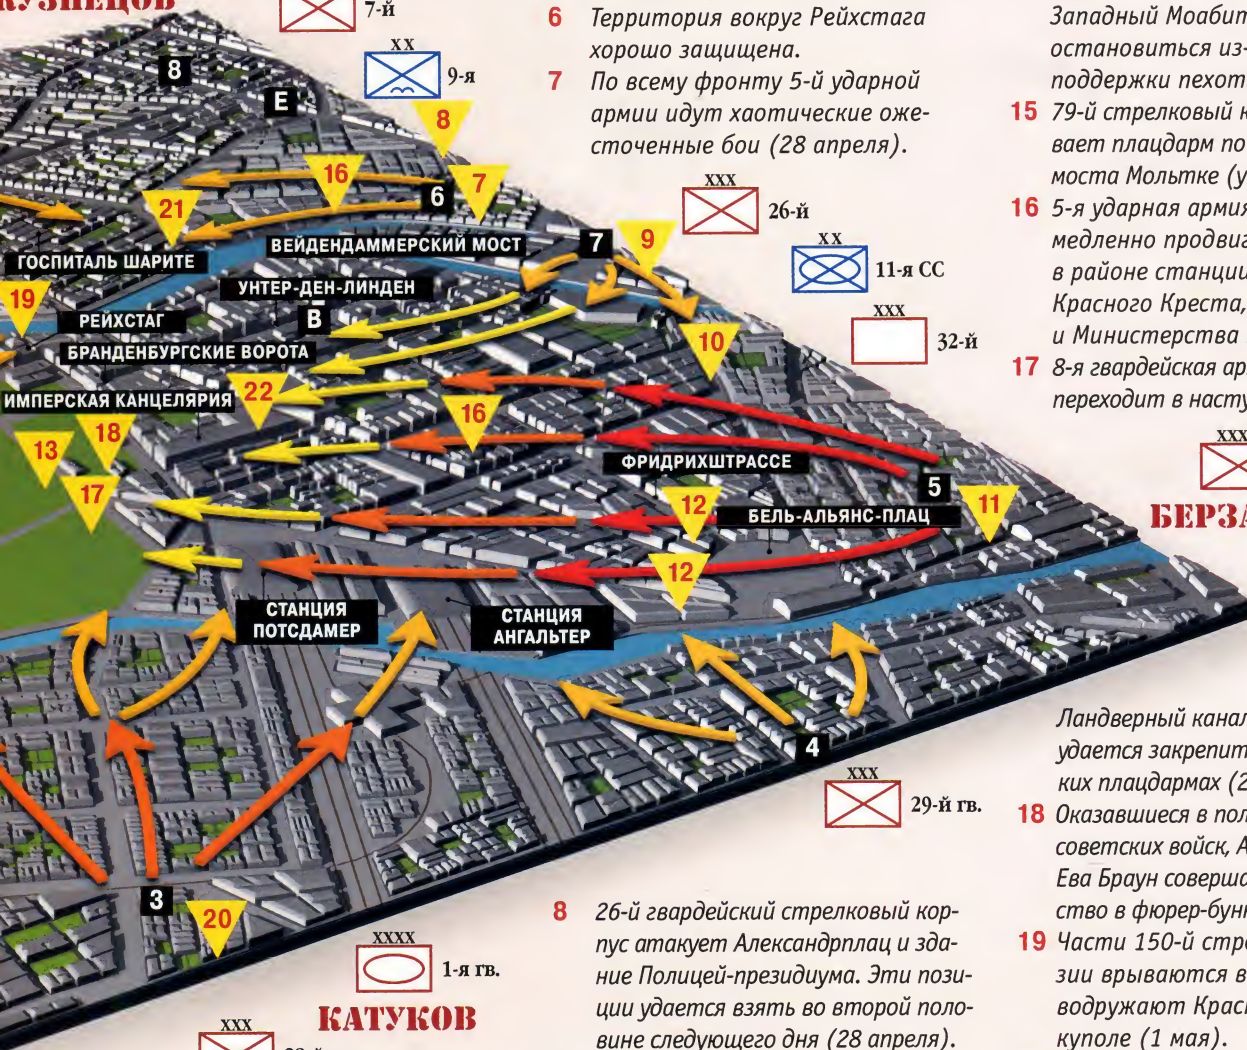 КУЗНЕЦОВ
7-й
XX
9-я
8
E
8
16
6
7
21
ВЕЙДЕНДАММЕРСКИЙ МОСТ
7
9
ГОСПИТАЛЬ ШАРИТЕ
УНТЕР-ДЕН-ЛИНДЕН
19
РЕЙХСТАГ
B
БРАНДЕНБУРГСКИЕ ВОРОТА
10
ИМПЕРСКАЯ КАНЦЕЛЯРИЯ
22
16
13
18
17
ФРИДРИХШТРАССЕ
5
12
БЕЛЬ-АЛЬЯНС-ПЛАЦ
11
12
СТАНЦИЯ
ПОТСДАМЕР
СТАНЦИЯ
АНГАЛЬТЕР
4
3
20
XXX
26-й
XX
11-я СС
XXX
32-й
XXX
БЕРЗА
XXX
29-й гв.
XXXX
1-я гв.
КАТУКОВ
XXX
6 Территория вокруг Рейхстага
хорошо защищена.
7 По всему фронту 5-й ударной
армии идут хаотические оже-
сточенные бои (28 апреля).
8 26-й гвардейский стрелковый кор-
пус атакует Александрплац и зда-
ние Полицей-президиума. Эти пози-
ции удается взять во второй поло-
вине следующего дня (28 апреля).
Западный Моабит
остановиться из-
поддержки пехот
15 79-й стрелковый к
вает плацдарм по
моста Мольтке (у
16 5-я ударная армия
медленно продвиг
в районе станции
Красного Креста,
и Министерства
17 8-я гвардейская ар
переходит в насту
Ландверный канал
удается закрепит
ких плацдармах (2
18 Оказавшиеся в пол
советских войск, А
Ева Браун соверша
ство в фюрер-бун
19 Части 150-й стре
зии врываются в
водружают Крас
куполе (1 мая).